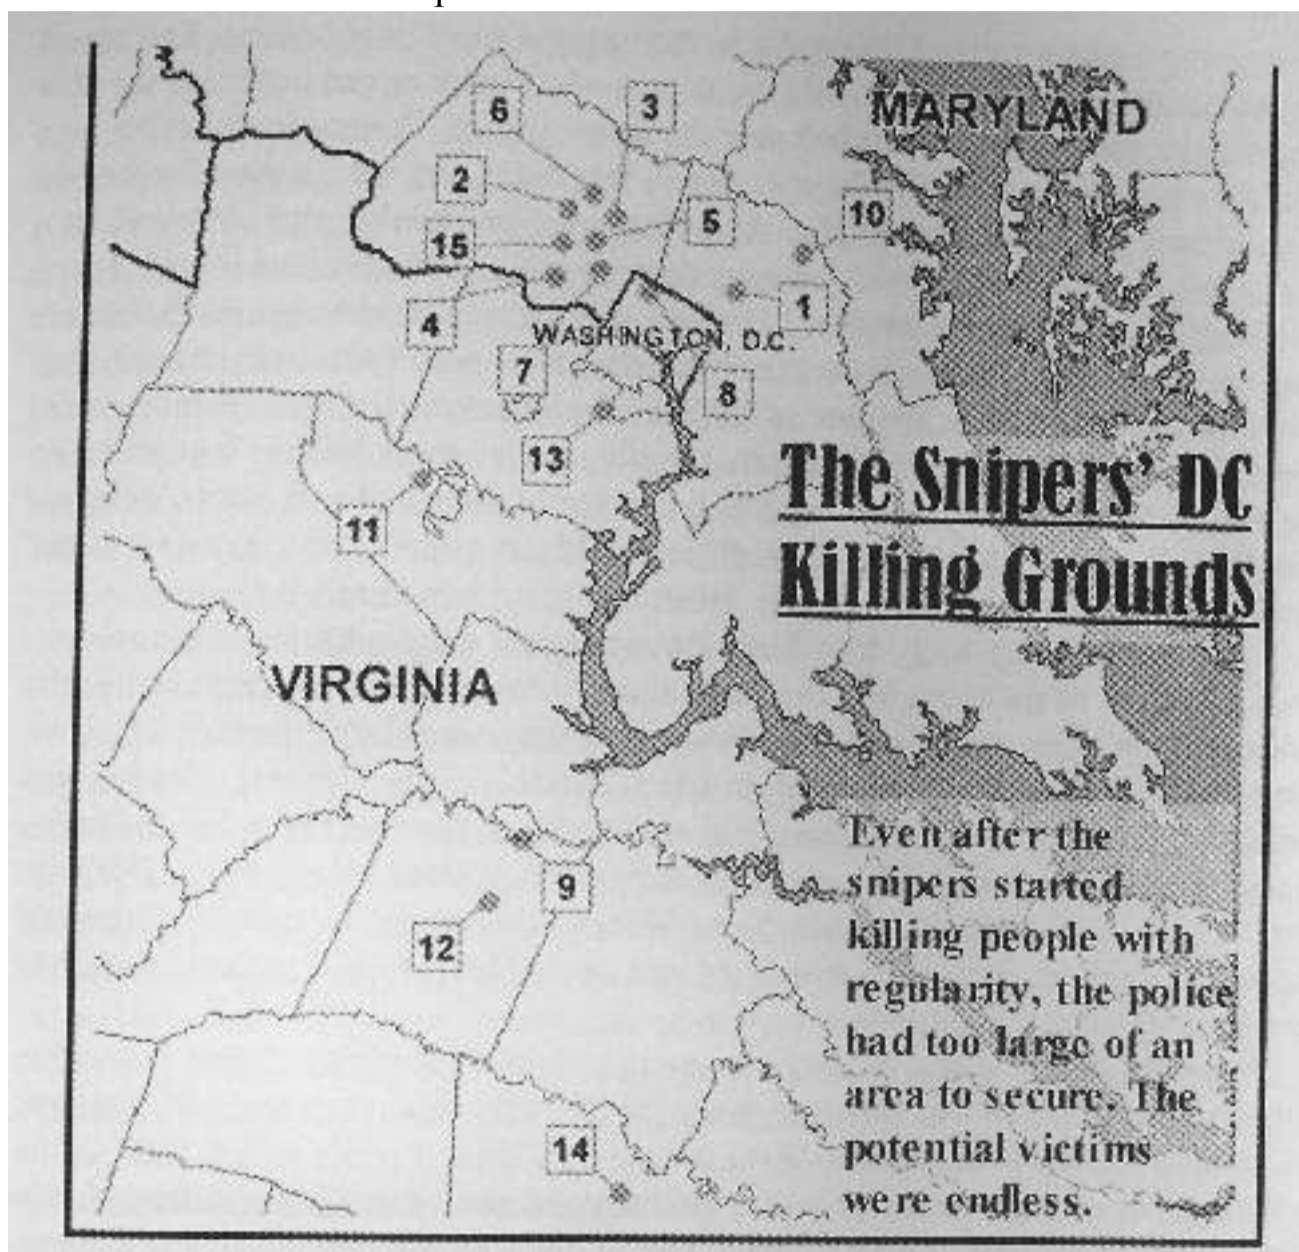 MARYLAND
6
3
2
5
10
15
4
1
WASHINGTON, D.C.
7
8
13
11
The Snipers' DC
Killing Grounds
VIRGINIA
9
12
14
Even after the
snipers started
killing people with
regularity, the police
had too large of an
area to secure. The
potential victims
were endless.